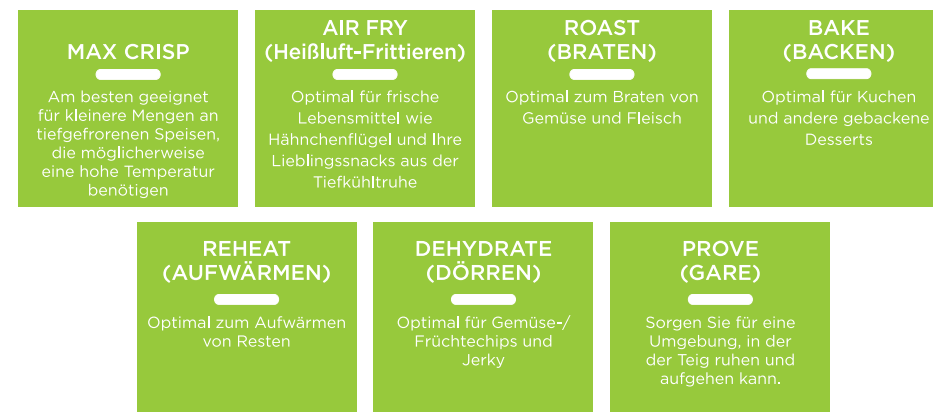 MAX CRISP
Am besten geeignet
für kleinere Mengen an
tiefgefrorenen Speisen,
die möglicherweise
eine hohe Temperatur
benötigen
AIR FRY
(Heißluft-Frittieren)
Optimal für frische
Lebensmittel wie
Hähnchenflügel und Ihre
Lieblingssnacks aus der
Tiefkühltruhe
ROAST
(BRATEN)
Optimal zum Braten von
Gemüse und Fleisch
BAKE
(BACKEN)
Optimal für Kuchen
und andere gebackene
Desserts
REHEAT
(AUFWÄRMEN)
Optimal zum Aufwärmen
von Resten
DEHYDRATE
(DÖRREN)
Optimal für Gemüse-/
Früchtechips und
Jerky
PROVE
(GARE)
Sorgen Sie für eine
Umgebung, in der
der Teig ruhen und
aufgehen kann.